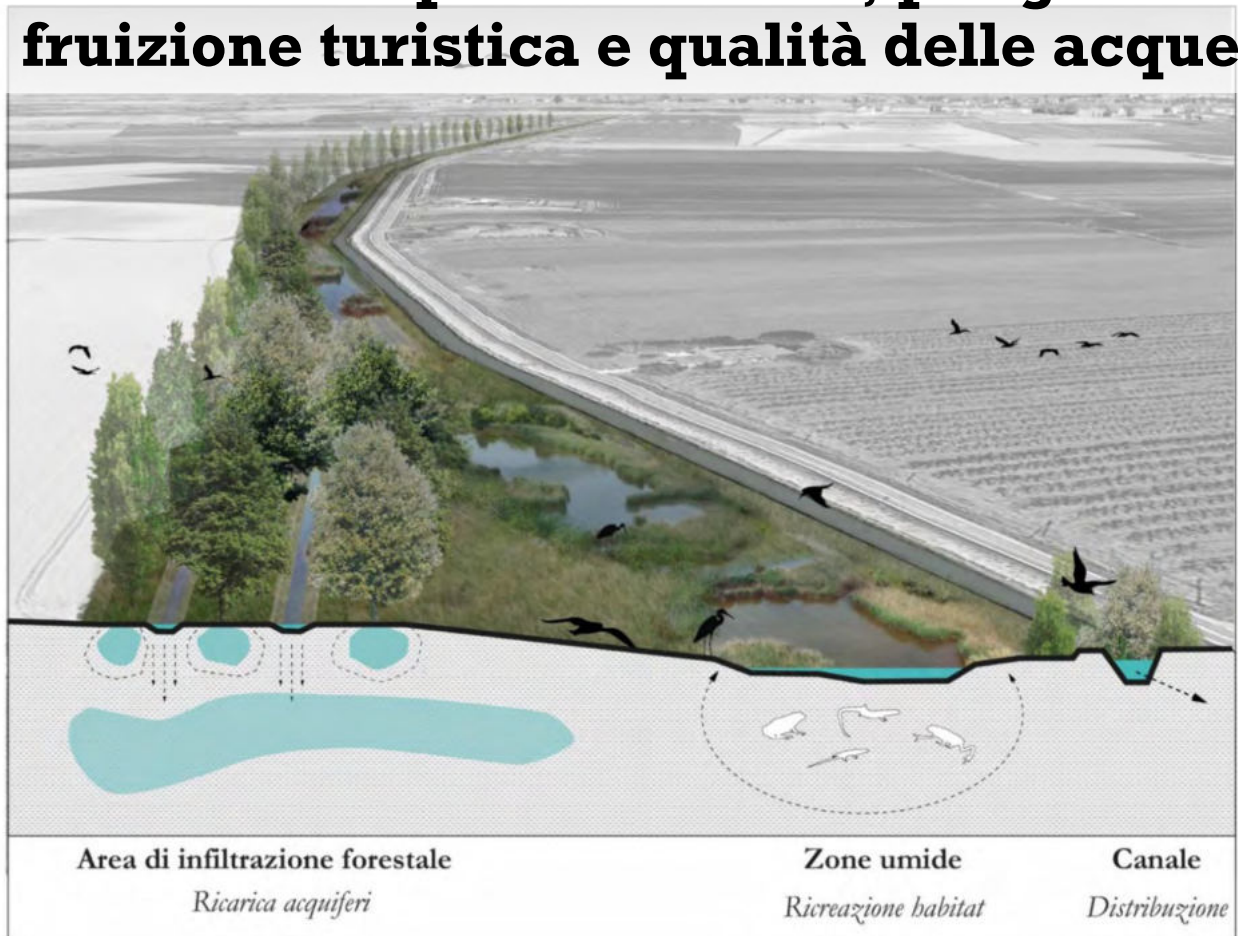 fruizione turistica e qualità delle acque
Area di infiltrazione forestale
Zone umide
Canale
Ricarica acquiferi
Ricreazione habitat
Distribuzione